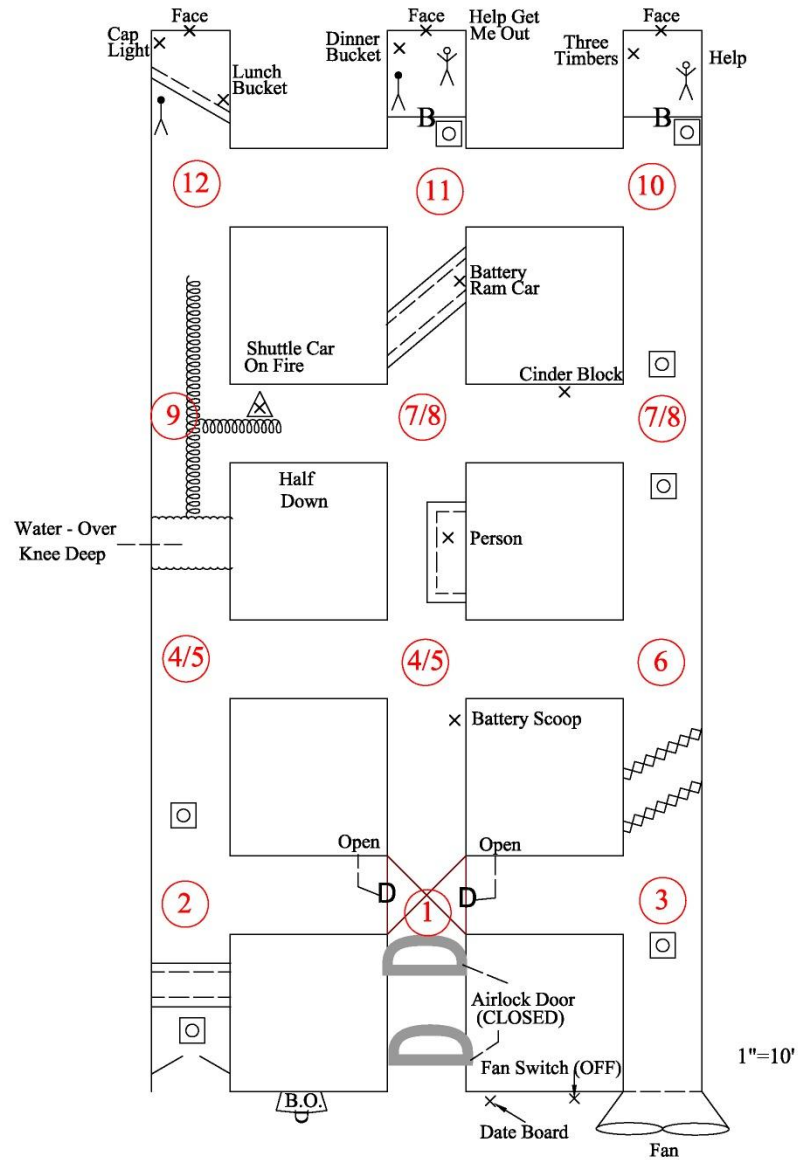 Face
Face
Help Get
Me Out
Face
Cap
Light
Dinner
Bucket
Three
Timbers
Help
Lunch
Bucket
B
B
12
11
10
Battery
Ram Car
Shuttle Car
On Fire
Cinder Block
9
7/8
7/8
Half
Down
Water - Over
Knee Deep
Person
4/5
4/5
6
Battery Scoop
Open
Open
D
D
2
1
3
D
D
Airlock Door
(CLOSED)
1"=10'
Fan Switch (OFF)
B.O.
D
Date Board
Fan